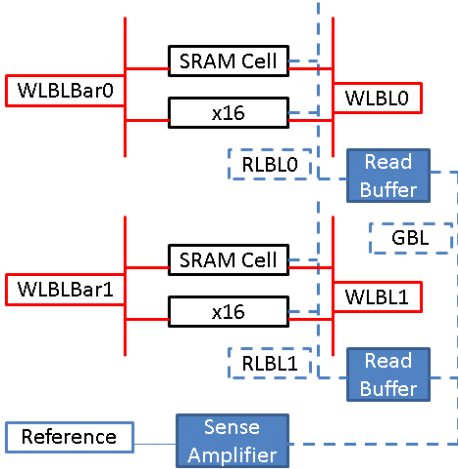 SRAM Cell
WLBLBar0
WLBL0
x16
RLBL0
Read
Buffer
GBL
SRAM Cell
WLBLBar1
WLBL1
x16
RLBL1
Read
Buffer
Reference
Sense
Amplifier